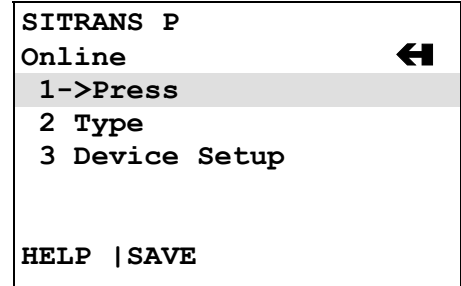 SITRANS P
Online
1->Press
2 Type
3 Device Setup
HELP |SAVE